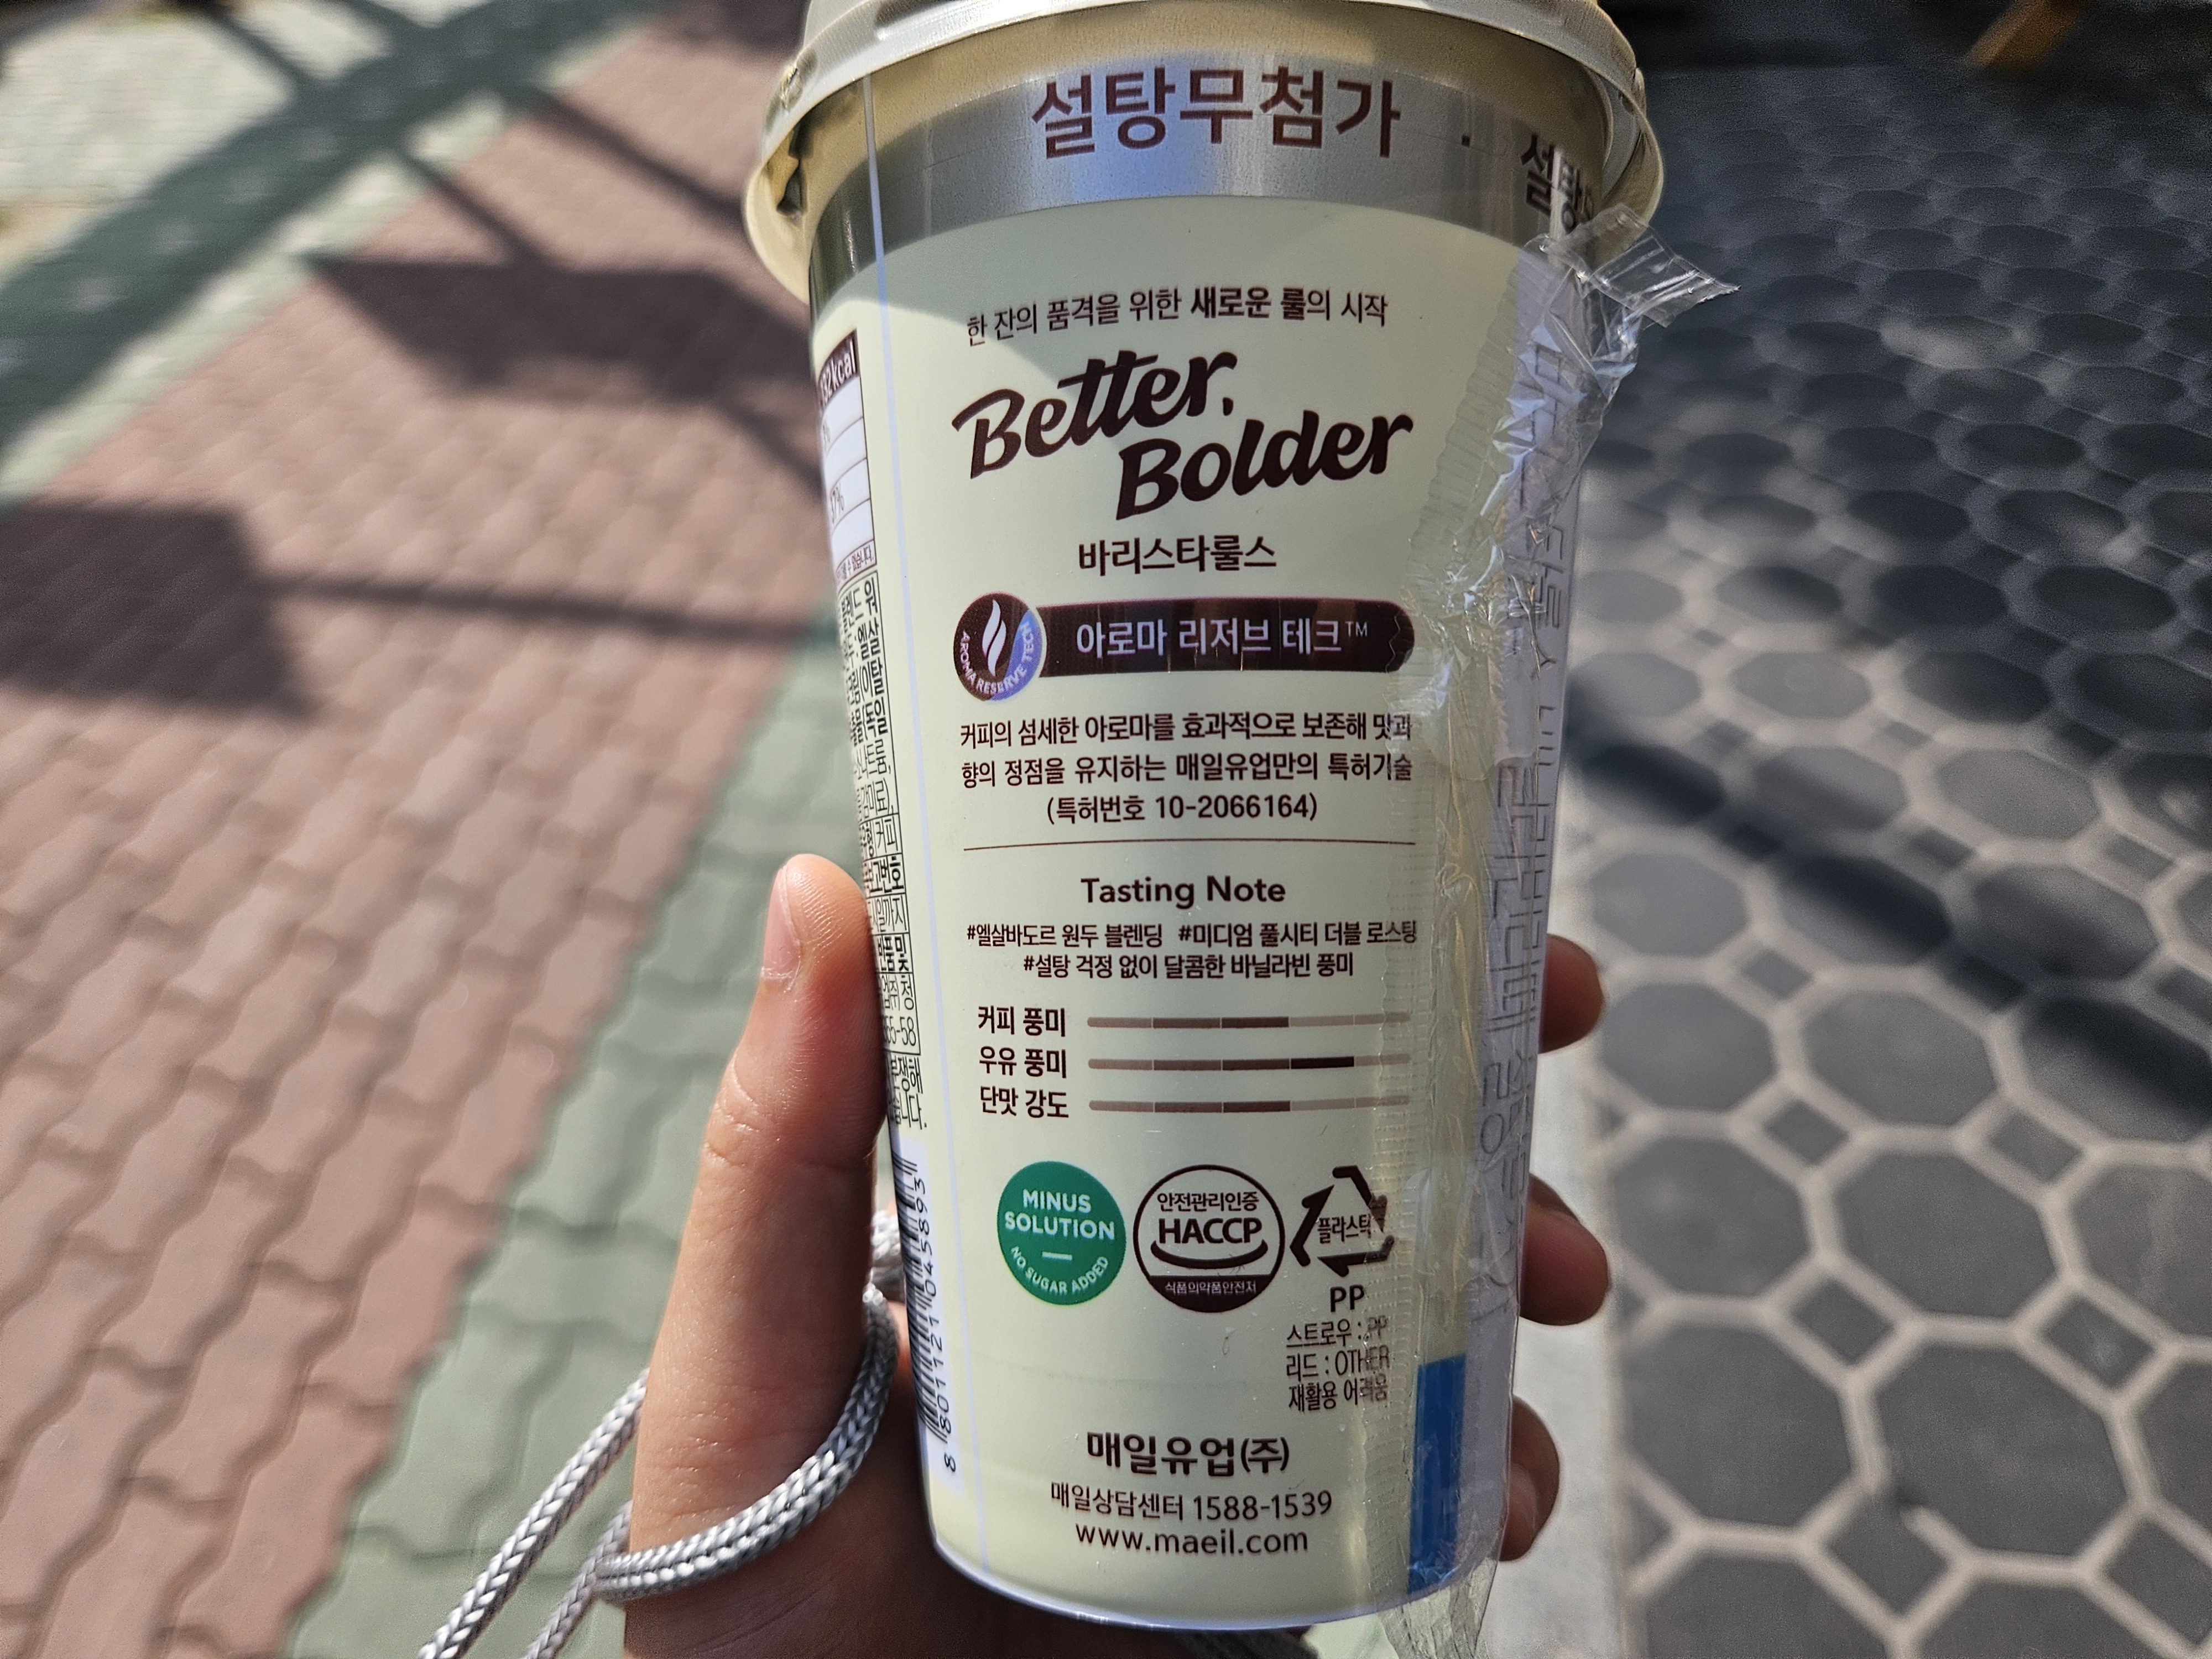 설탕무첨가 ·
한 잔의 품격을 위한 새로운 룰의 시작
Better,
Bolder
바리스타룰스
AROMA RESERVE TECH
아로마 리저브 테크™
커피의 섬세한 아로마를 효과적으로 보존해 맛과
향의 정점을 유지하는 매일유업만의 특허기술
(특허번호 10-2066164)
Tasting Note
#엘살바도르 원두 블렌딩 #미디엄 풀시티 더블 로스팅
#설탕 걱정 없이 달콤한 바닐라빈 풍미
커피 풍미
우유 풍미
단맛 강도
MINUS
SOLUTION
NO SUGAR ADDED
안전관리인증
HACCP
식품의약품안전처
플라스틱
PP
스트로우 : PP
리드 : OTHER
재활용 어려움
매일유업(주)
매일상담센터 1588-1539
www.maeil.com
8 801121 045893